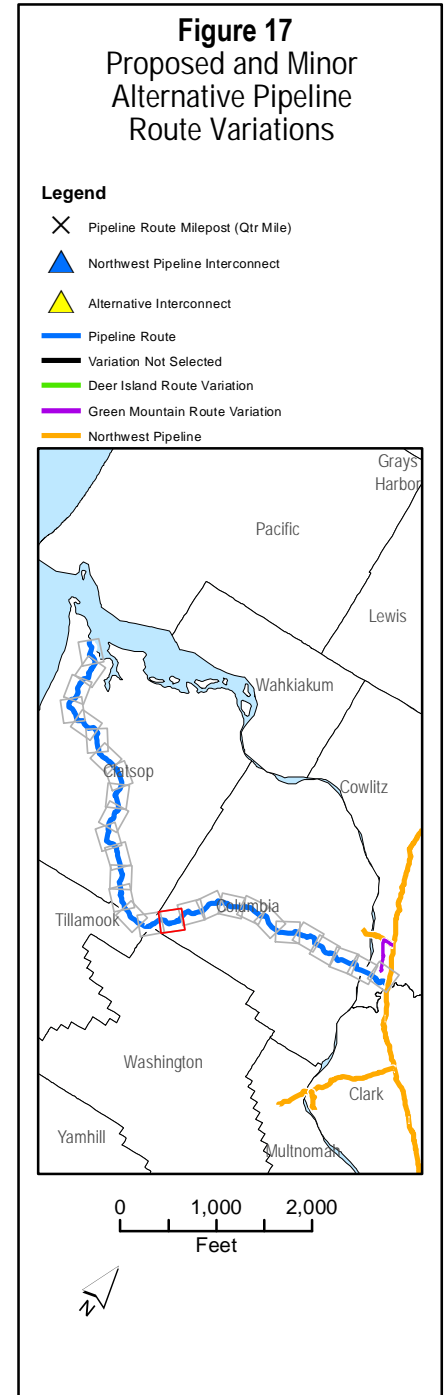 Figure 17
Proposed and Minor
Alternative Pipeline
Route Variations
Legend
Pipeline Route Milepost (Qtr Mile)
Northwest Pipeline Interconnect
Alternative Interconnect
Pipeline Route
Variation Not Selected
Deer Island Route Variation
Green Mountain Route Variation
Northwest Pipeline
Grays
Harbor
Pacific
Lewis
Wahkiakum
Clatsop
Cowlitz
Tillamook
Columbia
Washington
Clark
Yamhill
Multnomah
0 1,000 2,000
Feet
N